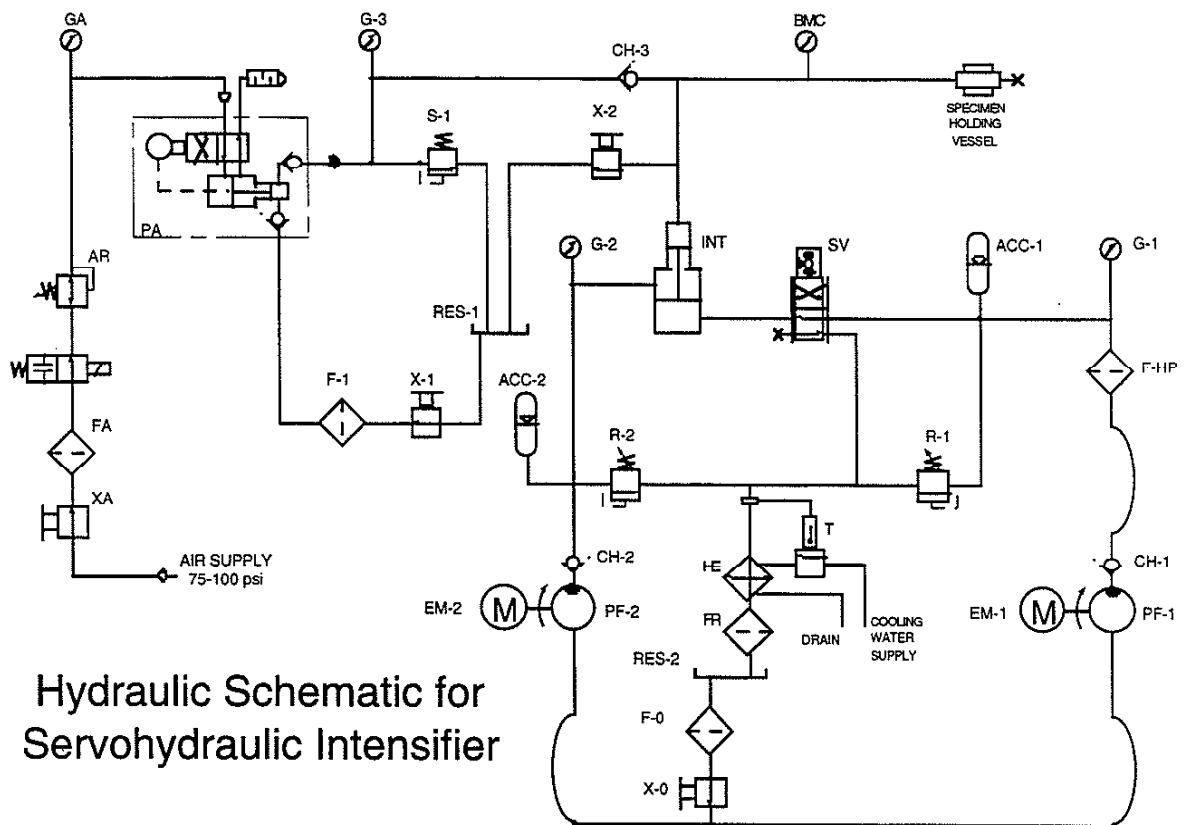 GA
G-3
BMC
CH-3
S-1
X-2
SPECIMEN
HOLDING
VESSEL
PA
AR
G-2
INT
SV
ACC-1
G-1
RES-1
F-1
X-1
ACC-2
F-HP
FA
R-2
R-1
XA
T
AIR SUPPLY
75-100 psi
CH-2
HE
CH-1
EM-2
M
PF-2
FR
DRAIN
COOLING
WATER
SUPPLY
EM-1
M
PF-1
RES-2
Hydraulic Schematic for
Servohydraulic Intensifier
F-0
X-0